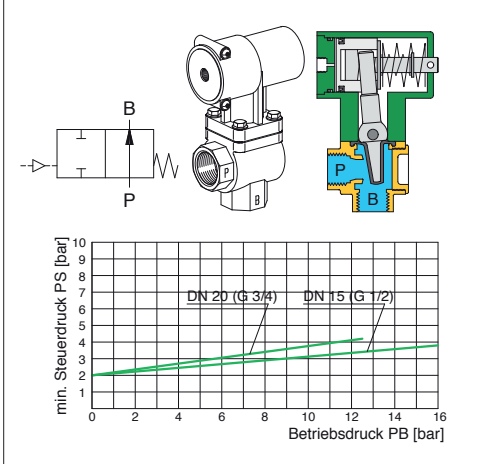 B
P
P
B
P
B
min. Steuerdruck PS [bar]
10
9
8
7
6
5
4
3
2
1
DN 20 (G 3/4)
DN 15 (G 1/2)
0 2 4 6 8 10 12 14 16
Betriebsdruck PB [bar]